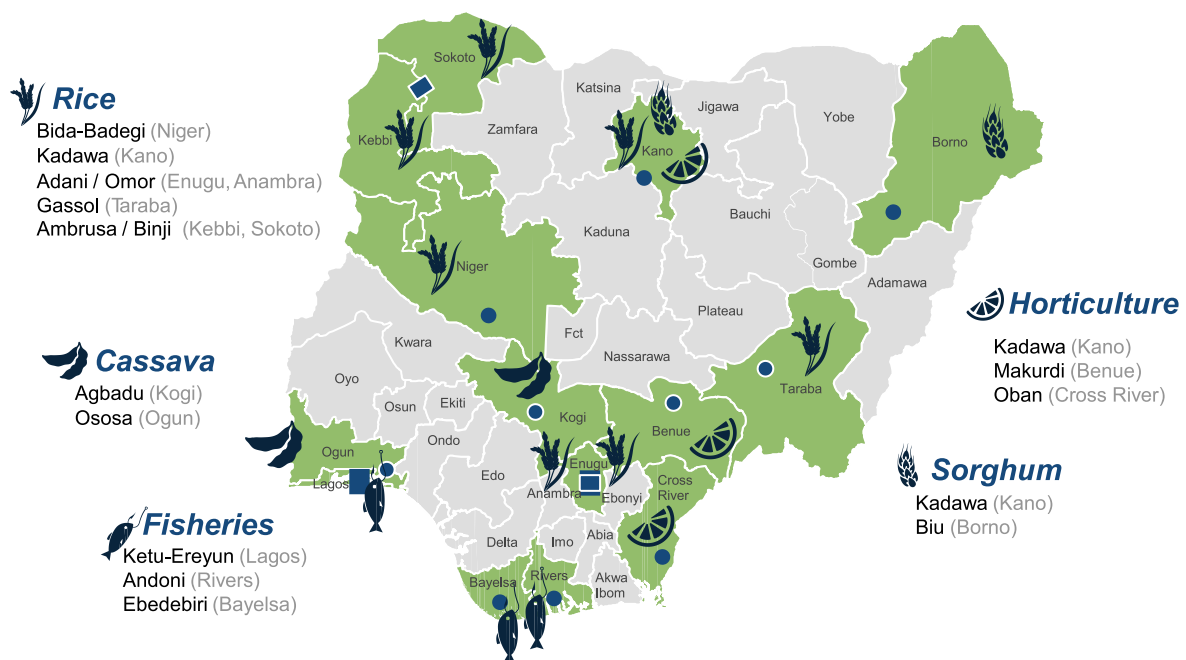 Rice
Bida-Badegi (Niger)
Kadawa (Kano)
Adani / Omor (Enugu, Anambra)
Gassol (Taraba)
Ambrusa / Binji (Kebbi, Sokoto)
Cassava
Agbadu (Kogi)
Ososa (Ogun)
Fisheries
Ketu-Ereyun (Lagos)
Andoni (Rivers)
Ebedebiri (Bayelsa)
Sokoto
Katsina
Jigawa
Yobe
Zamfara
Kebbi
Kano
Borno
Bauchi
Kaduna
Gombe
Niger
Adamawa
Plateau
Fct
Kwara
Nassarawa
Oyo
Taraba
Osun
Ekiti
Kogi
Benue
Ondo
Ogun
Edo
Enugu
Cross
River
Lagos
Anambra
Ebonyi
Delta
Imo
Abia
Bayelsa
Rivers
Akwa
Ibom
Horticulture
Kadawa (Kano)
Makurdi (Benue)
Oban (Cross River)
Sorghum
Kadawa (Kano)
Biu (Borno)